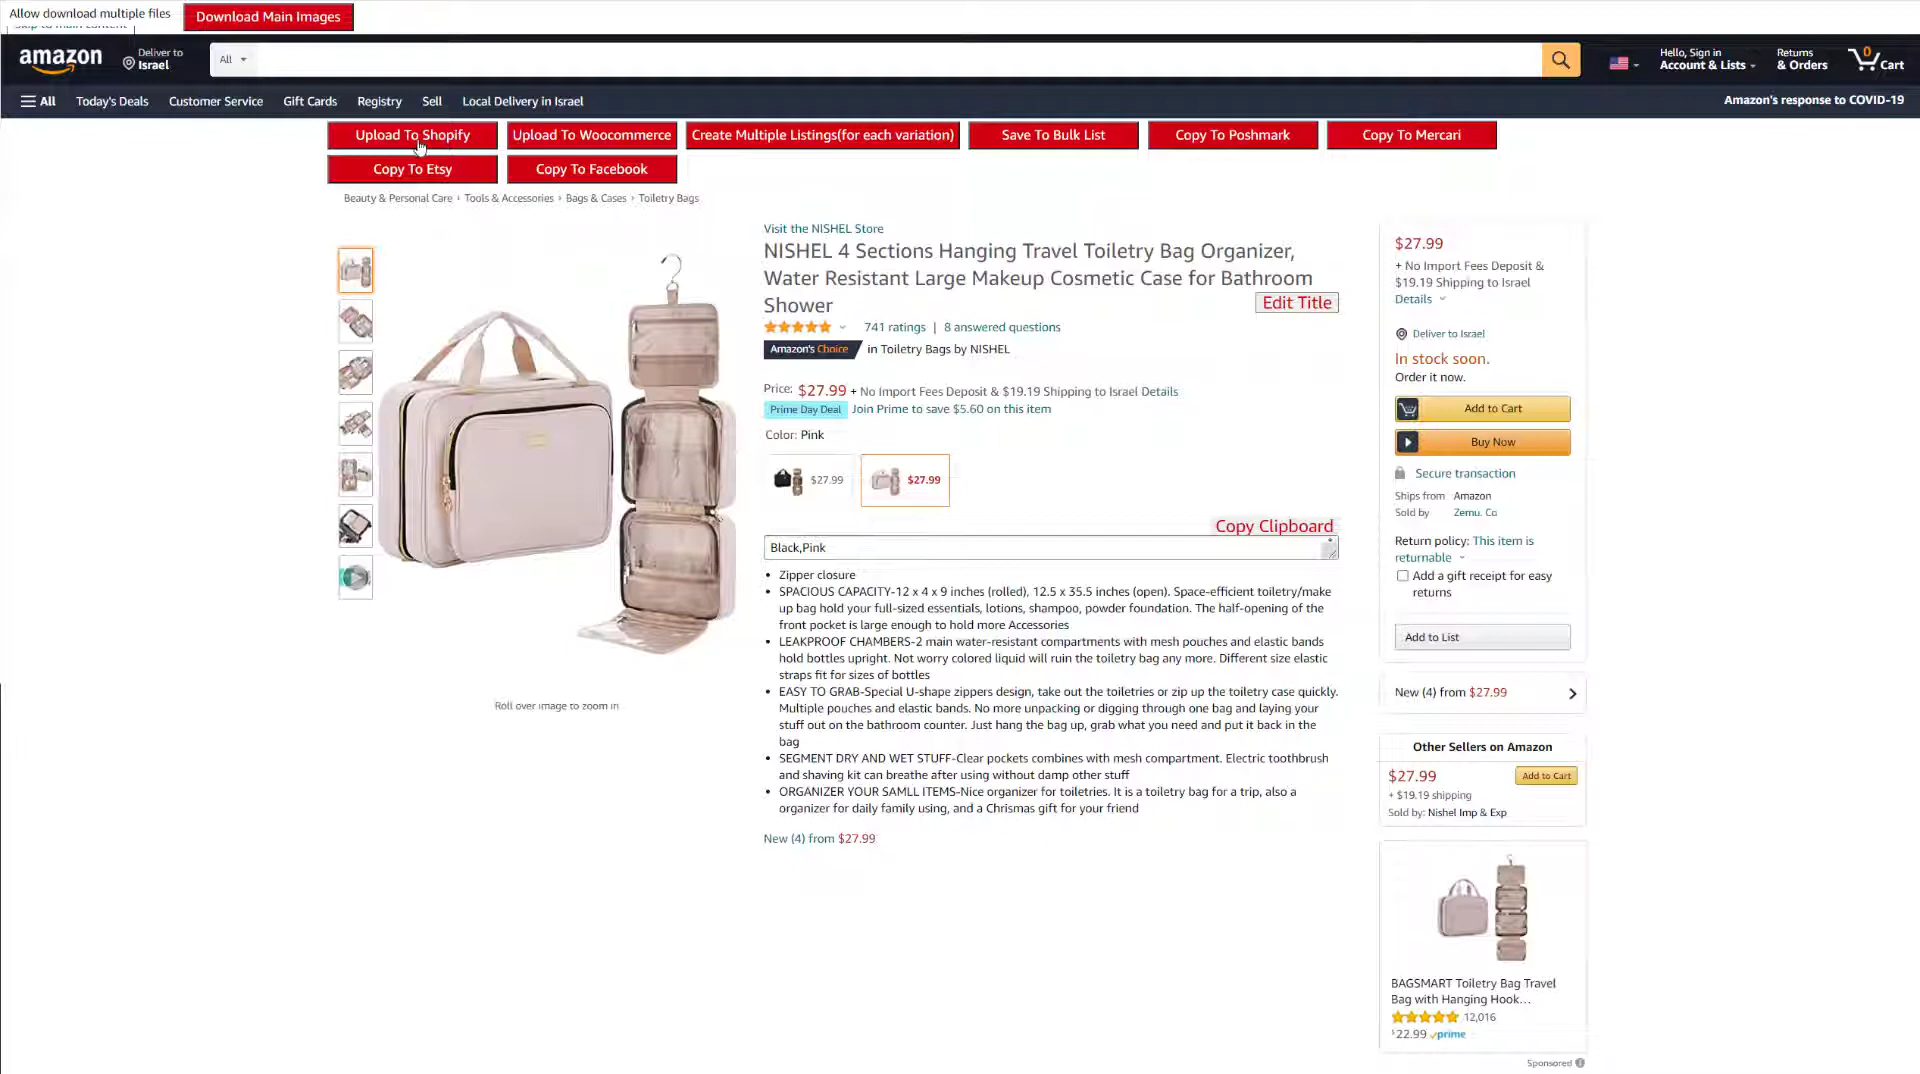 Allow download multiple files
Download Main Images
amazon
Deliver to
Israel
All
Hello, Sign in
Account & Lists
Returns
& Orders
0
Cart
All
Today's Deals
Customer Service
Gift Cards
Registry
Sell
Local Delivery in Israel
Amazon's response to COVID-19
Upload To Shopify
Upload To Woocommerce
Create Multiple Listings(for each variation)
Save To Bulk List
Copy To Poshmark
Copy To Mercari
Copy To Etsy
Copy To Facebook
Beauty & Personal Care › Tools & Accessories › Bags & Cases › Toiletry Bags
Visit the NISHEL Store
NISHEL 4 Sections Hanging Travel Toiletry Bag Organizer,
Water Resistant Large Makeup Cosmetic Case for Bathroom
Shower
Edit Title
741 ratings | 8 answered questions
Amazon's Choice in Toiletry Bags by NISHEL
Price: $27.99 + No Import Fees Deposit & $19.19 Shipping to Israel Details
Prime Day Deal Join Prime to save $5.60 on this item
Color: Pink
$27.99
$27.99
Copy Clipboard
Black,Pink
• Zipper closure
• SPACIOUS CAPACITY-12 x 4 x 9 inches (rolled), 12.5 x 35.5 inches (open). Space-efficient toiletry/make
up bag hold your full-sized essentials, lotions, shampoo, powder foundation. The half-opening of the
front pocket is large enough to hold more Accessories
• LEAKPROOF CHAMBERS-2 main water-resistant compartments with mesh pouches and elastic bands
hold bottles upright. Not worry colored liquid will ruin the toiletry bag any more. Different size elastic
straps fit for sizes of bottles
• EASY TO GRAB-Special U-shape zippers design, take out the toiletries or zip up the toiletry case quickly.
Multiple pouches and elastic bands. No more unpacking or digging through one bag and laying your
stuff out on the bathroom counter. Just hang the bag up, grab what you need and put it back in the
bag
• SEGMENT DRY AND WET STUFF-Clear pockets combines with mesh compartment. Electric toothbrush
and shaving kit can breathe after using without damp other stuff
• ORGANIZER YOUR SAMLL ITEMS-Nice organizer for toiletries. It is a toiletry bag for a trip, also a
organizer for daily family using, and a Chrismas gift for your friend
New (4) from $27.99
Roll over image to zoom in
$27.99
+ No Import Fees Deposit &
$19.19 Shipping to Israel
Details
Deliver to Israel
In stock soon.
Order it now.
Add to Cart
Buy Now
Secure transaction
Ships from Amazon
Sold by Zemu. Co
Return policy: This item is
returnable
Add a gift receipt for easy
returns
Add to List
New (4) from $27.99
Other Sellers on Amazon
$27.99
Add to Cart
+ $19.19 shipping
Sold by: Nishel Imp & Exp
BAGSMART Toiletry Bag Travel
Bag with Hanging Hook...
12,016
$22.99 prime
Sponsored